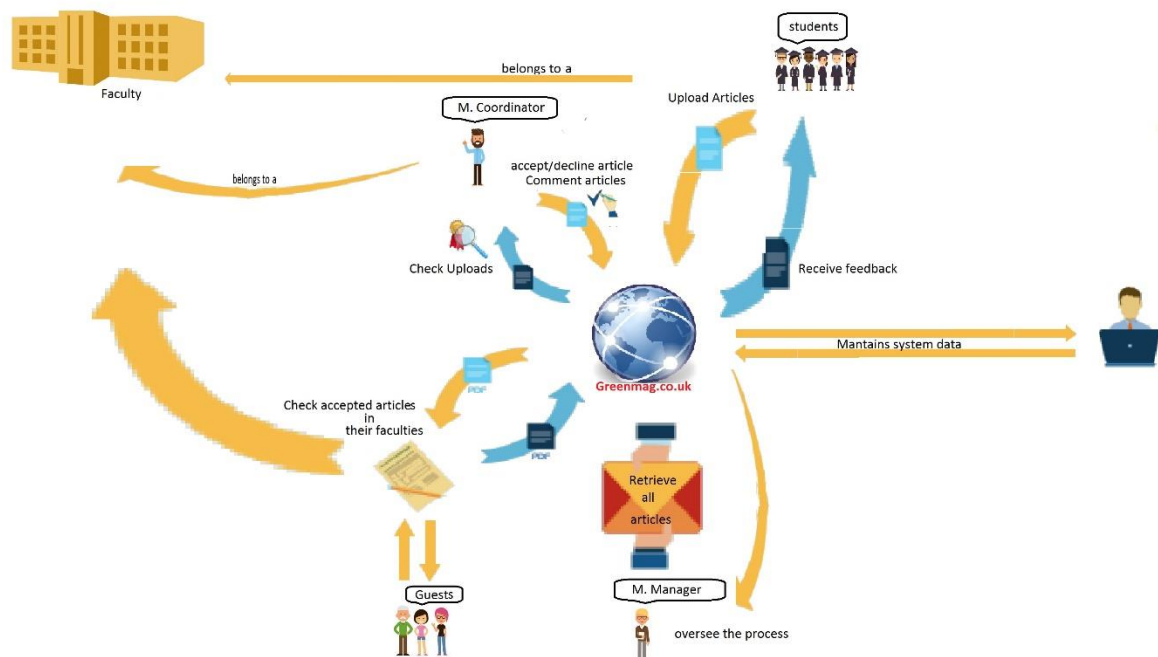 students
belongs to a
Faculty
Upload Articles
M. Coordinator
accept/decline article
Comment articles
belongs to a
Check Uploads
Receive feedback
Mantains system data
Greenmag.co.uk
PDF
Check accepted articles
in
their faculties
PDF
Retrieve
all
articles
Guests
M. Manager
oversee the process